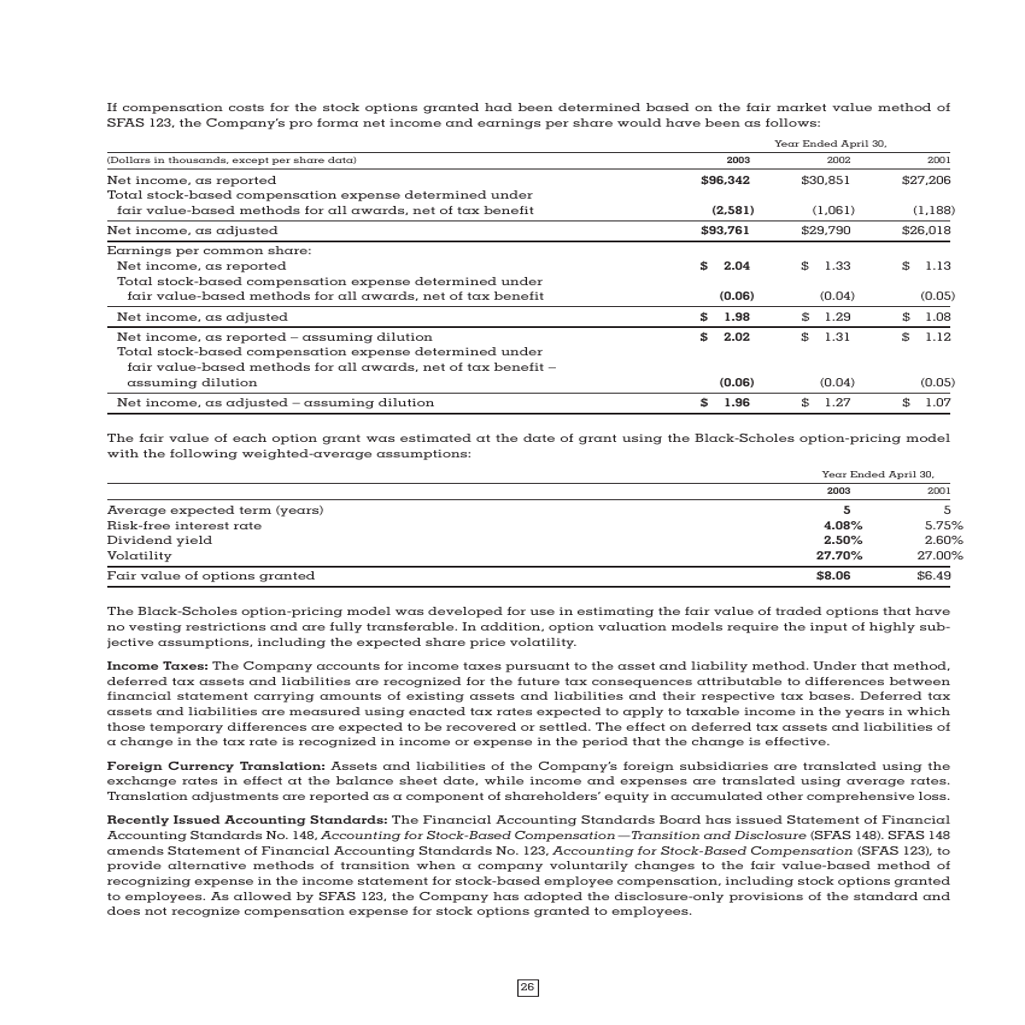 If compensation costs for the stock options granted had been determined based on the fair market value method of
SFAS 123, the Company's pro forma net income and earnings per share would have been as follows:
Year Ended April 30,
(Dollars in thousands, except per share data) 2003 2002 2001
Net income, as reported $96,342 $30,851 $27,206
Total stock-based compensation expense determined under
fair value-based methods for all awards, net of tax benefit (2,581) (1,061) (1,188)
Net income, as adjusted $93,761 $29,790 $26,018
Earnings per common share:
Net income, as reported $ 2.04 $ 1.33 $ 1.13
Total stock-based compensation expense determined under
fair value-based methods for all awards, net of tax benefit (0.06) (0.04) (0.05)
Net income, as adjusted $ 1.98 $ 1.29 $ 1.08
Net income, as reported – assuming dilution $ 2.02 $ 1.31 $ 1.12
Total stock-based compensation expense determined under
fair value-based methods for all awards, net of tax benefit –
assuming dilution (0.06) (0.04) (0.05)
Net income, as adjusted – assuming dilution $ 1.96 $ 1.27 $ 1.07
The fair value of each option grant was estimated at the date of grant using the Black-Scholes option-pricing model
with the following weighted-average assumptions:
Year Ended April 30,
2003 2001
Average expected term (years) 5 5
Risk-free interest rate 4.08% 5.75%
Dividend yield 2.50% 2.60%
Volatility 27.70% 27.00%
Fair value of options granted $8.06 $6.49
The Black-Scholes option-pricing model was developed for use in estimating the fair value of traded options that have
no vesting restrictions and are fully transferable. In addition, option valuation models require the input of highly sub-
jective assumptions, including the expected share price volatility.
Income Taxes: The Company accounts for income taxes pursuant to the asset and liability method. Under that method,
deferred tax assets and liabilities are recognized for the future tax consequences attributable to differences between
financial statement carrying amounts of existing assets and liabilities and their respective tax bases. Deferred tax
assets and liabilities are measured using enacted tax rates expected to apply to taxable income in the years in which
those temporary differences are expected to be recovered or settled. The effect on deferred tax assets and liabilities of
a change in the tax rate is recognized in income or expense in the period that the change is effective.
Foreign Currency Translation: Assets and liabilities of the Company's foreign subsidiaries are translated using the
exchange rates in effect at the balance sheet date, while income and expenses are translated using average rates.
Translation adjustments are reported as a component of shareholders' equity in accumulated other comprehensive loss.
Recently Issued Accounting Standards: The Financial Accounting Standards Board has issued Statement of Financial
Accounting Standards No. 148, Accounting for Stock-Based Compensation—Transition and Disclosure (SFAS 148). SFAS 148
amends Statement of Financial Accounting Standards No. 123, Accounting for Stock-Based Compensation (SFAS 123), to
provide alternative methods of transition when a company voluntarily changes to the fair value-based method of
recognizing expense in the income statement for stock-based employee compensation, including stock options granted
to employees. As allowed by SFAS 123, the Company has adopted the disclosure-only provisions of the standard and
does not recognize compensation expense for stock options granted to employees.
26